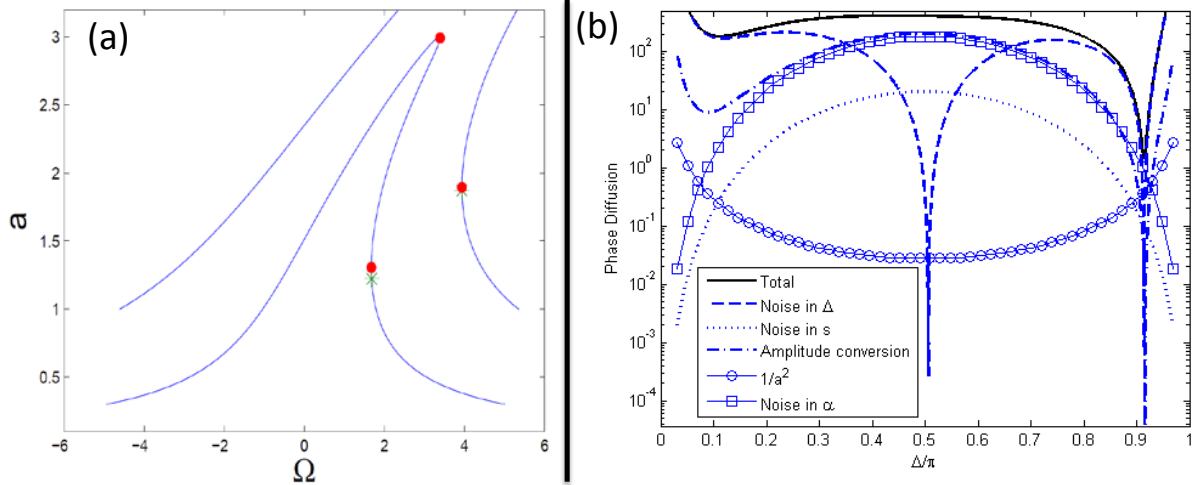 (a)
3
2.5
2
1.5
1
0.5
a
−6
−4
−2
0
2
4
6
Ω
(b)
Phase Diffusion
10^2
10^1
10^0
10^-1
10^-2
10^-3
10^-4
Total
Noise in Δ
Noise in s
Amplitude conversion
1/a^2
Noise in α
0
0.1
0.2
0.3
0.4
0.5
0.6
0.7
0.8
0.9
1
Δ/π